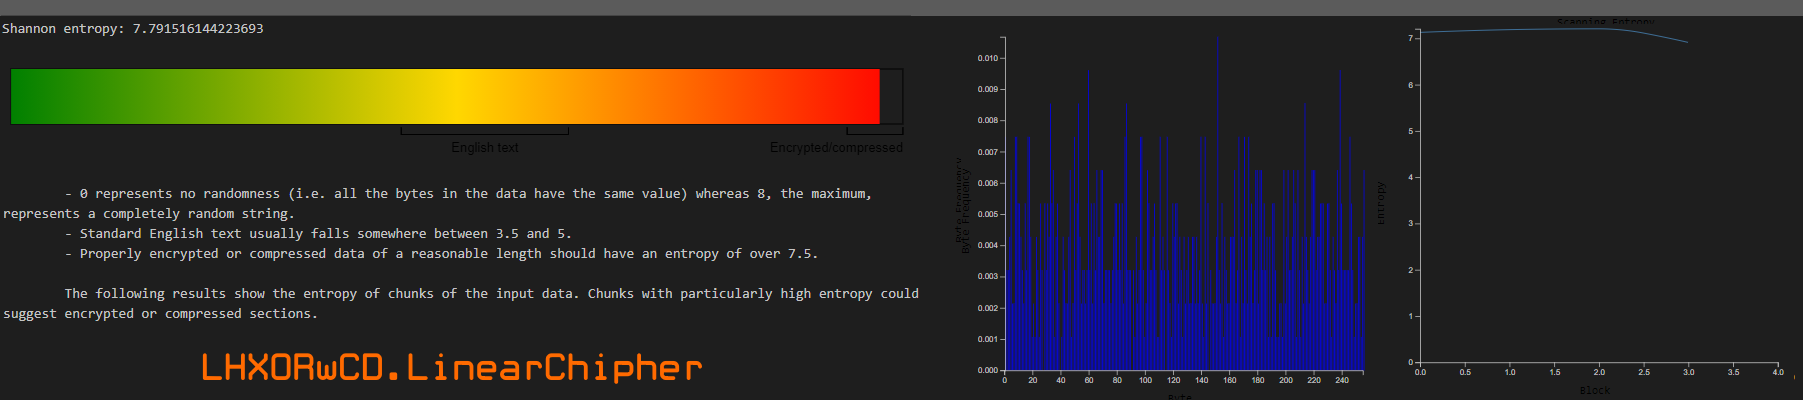 Shannon entropy: 7.791516144223693
English text
Encrypted/compressed
- 0 represents no randomness (i.e. all the bytes in the data have the same value) whereas 8, the maximum,
represents a completely random string.
- Standard English text usually falls somewhere between 3.5 and 5.
- Properly encrypted or compressed data of a reasonable length should have an entropy of over 7.5.
The following results show the entropy of chunks of the input data. Chunks with particularly high entropy could
suggest encrypted or compressed sections.
LHXORwCD.LinearChipher
0.010
0.009
0.008
0.007
0.006
0.005
0.004
0.003
0.002
0.001
0.000
0 20 40 60 80 100 120 140 160 180 200 220 240
Byte Frequency
Byte
Scanning Entropy
7
6
5
4
3
2
1
0
0.0 0.5 1.0 1.5 2.0 2.5 3.0 3.5 4.0
Entropy
Block